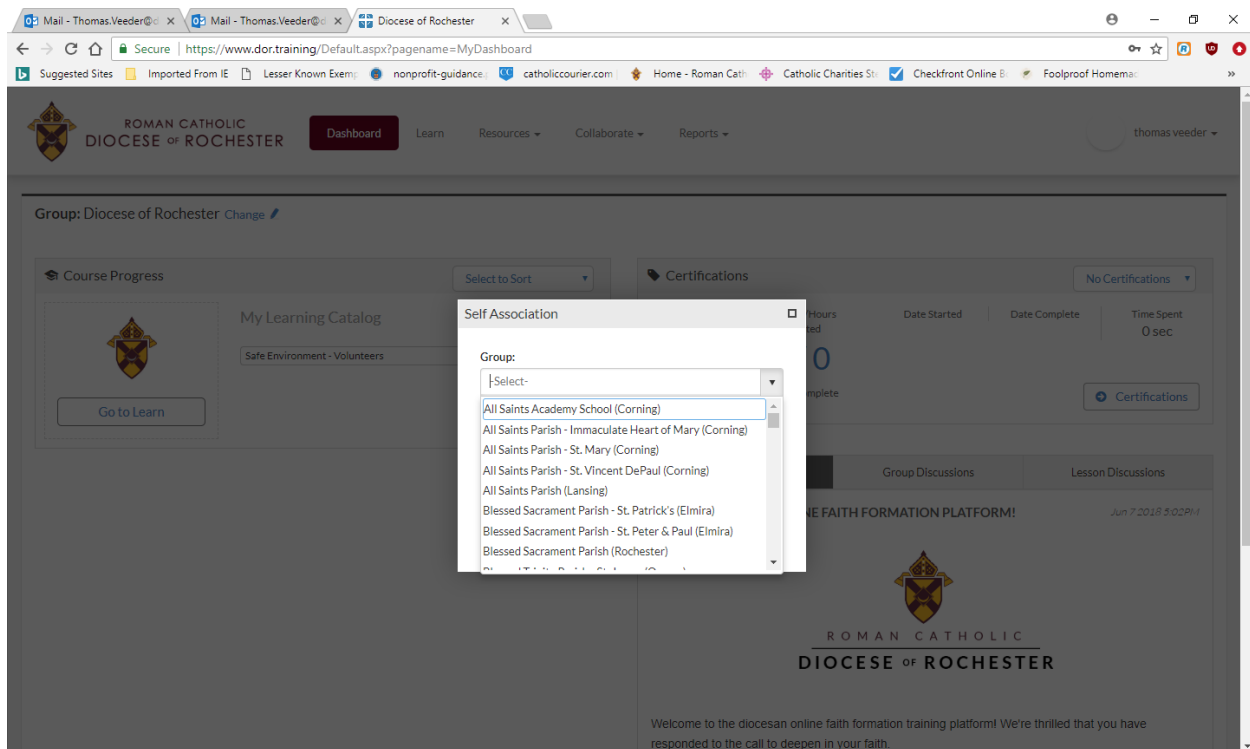 Mail - Thomas.Veeder@d
Mail - Thomas.Veeder@d
Diocese of Rochester
Secure | https://www.dor.training/Default.aspx?pagename=MyDashboard
Suggested Sites
Imported From IE
Lesser Known Exemp
nonprofit-guidance.
catholiccourier.com
Home - Roman Cath
Catholic Charities Ste
Checkfront Online B
Foolproof Homemac
»
ROMAN CATHOLIC
DIOCESE OF ROCHESTER
Dashboard
Learn
Resources
Collaborate
Reports
thomas veeder
Group: Diocese of Rochester Change
Course Progress
Select to Sort
My Learning Catalog
Safe Environment - Volunteers
Go to Learn
Certifications
No Certifications
/Hours
Date Started
Date Complete
Time Spent
0 sec
0
mplete
Certifications
Self Association
Group:
-Select-
All Saints Academy School (Corning)
All Saints Parish - Immaculate Heart of Mary (Corning)
All Saints Parish - St. Mary (Corning)
All Saints Parish - St. Vincent DePaul (Corning)
All Saints Parish (Lansing)
Blessed Sacrament Parish - St. Patrick's (Elmira)
Blessed Sacrament Parish - St. Peter & Paul (Elmira)
Blessed Sacrament Parish (Rochester)
Group Discussions
Lesson Discussions
NE FAITH FORMATION PLATFORM!
Jun 7 2018 5:02PM
ROMAN CATHOLIC
DIOCESE OF ROCHESTER
Welcome to the diocesan online faith formation training platform! We're thrilled that you have
responded to the call to deepen in your faith.